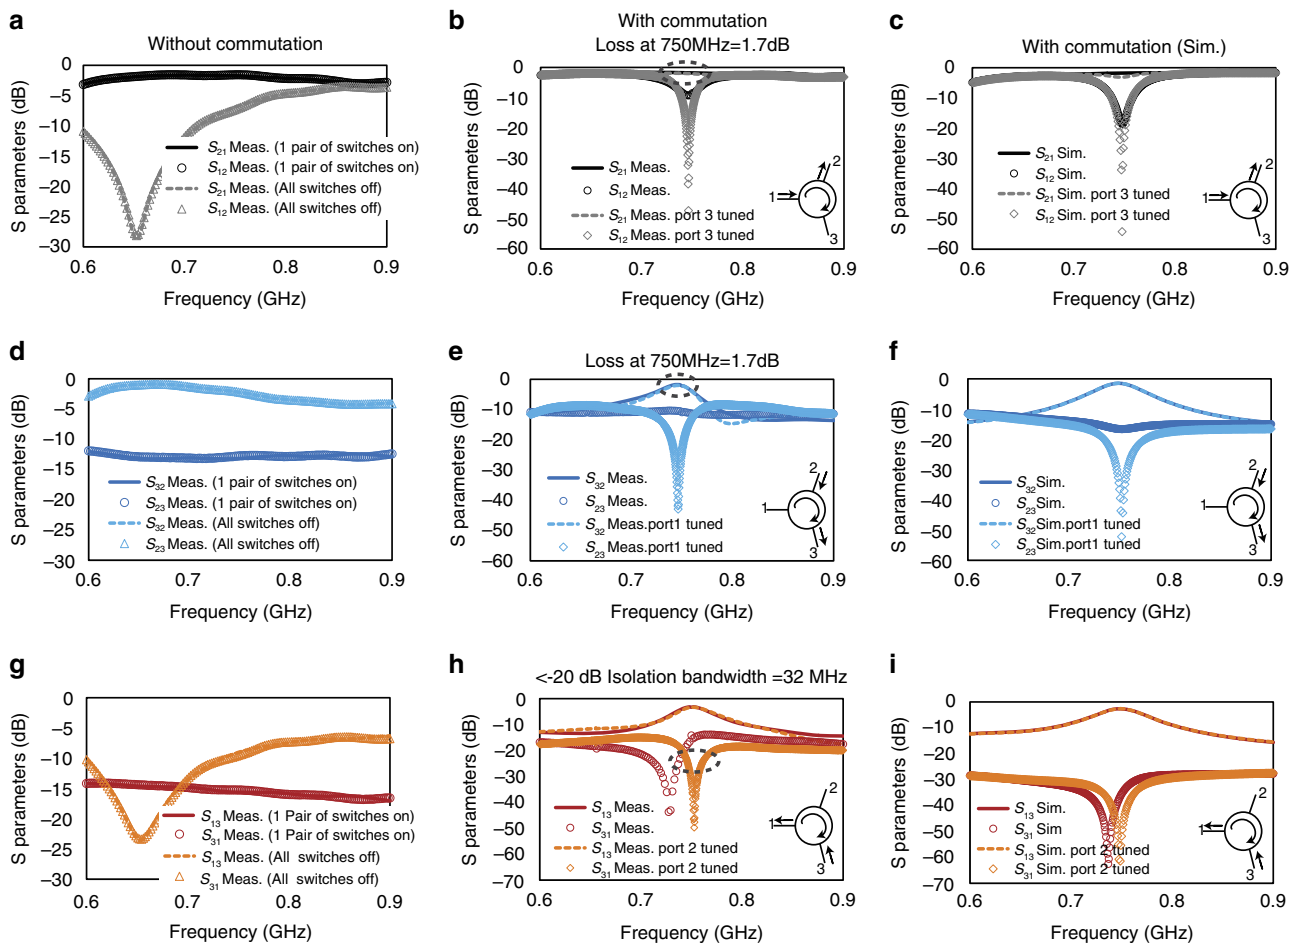 a
Without commutation
0
−5
−10
−15
−20
−25
−30
S parameters (dB)
S21 Meas. (1 pair of switches on)
S12 Meas. (1 pair of switches on)
S21 Meas. (All switches off)
S12 Meas. (All switches off)
0.6
0.7
0.8
0.9
Frequency (GHz)
b
With commutation
Loss at 750MHz=1.7dB
0
−10
−20
−30
−40
−50
−60
S parameters (dB)
S21 Meas.
S12 Meas.
S21 Meas. port 3 tuned
S12 Meas. port 3 tuned
1
2
3
0.6
0.7
0.8
0.9
Frequency (GHz)
c
With commutation (Sim.)
0
−10
−20
−30
−40
−50
−60
S parameters (dB)
S21 Sim.
S12 Sim.
S21 Sim. port 3 tuned
S12 Sim. port 3 tuned
1
2
3
0.6
0.7
0.8
0.9
Frequency (GHz)
d
0
−5
−10
−15
−20
−25
−30
S parameters (dB)
S32 Meas. (1 pair of switches on)
S23 Meas. (1 pair of switches on)
S32 Meas. (All switches off)
S23 Meas. (All switches off)
0.6
0.7
0.8
0.9
Frequency (GHz)
e
Loss at 750MHz=1.7dB
0
−10
−20
−30
−40
−50
−60
S parameters (dB)
S32 Meas.
S23 Meas.
S32 Meas.port1 tuned
S23 Meas.port1 tuned
1
2
3
0.6
0.7
0.8
0.9
Frequency (GHz)
f
0
−10
−20
−30
−40
−50
−60
S parameters (dB)
S32 Sim.
S23 Sim.
S32 Sim.port1 tuned
S23 Sim.port1 tuned
1
2
3
0.6
0.7
0.8
0.9
Frequency (GHz)
g
0
−5
−10
−15
−20
−25
−30
S parameters (dB)
S13 Meas. (1 Pair of switches on)
S31 Meas. (1 Pair of switches on)
S13 Meas. (All switches off)
S31 Meas. (All switches off)
0.6
0.7
0.8
0.9
Frequency (GHz)
h
<-20 dB Isolation bandwidth =32 MHz
0
−10
−20
−30
−40
−50
−60
−70
S parameters (dB)
S13 Meas.
S31 Meas.
S13 Meas. port 2 tuned
S31 Meas. port 2 tuned
1
2
3
0.6
0.7
0.8
0.9
Frequency (GHz)
i
0
−10
−20
−30
−40
−50
−60
−70
S parameters (dB)
S13 Sim.
S31 Sim
S13 Sim. port 2 tuned
S31 Sim. port 2 tuned
1
2
3
0.6
0.7
0.8
0.9
Frequency (GHz)